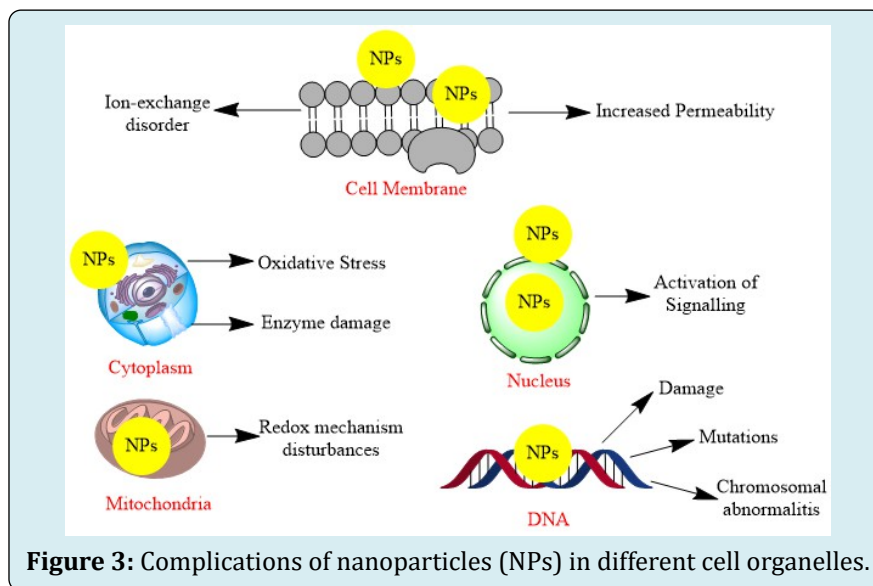 NPs
NPs
Ion-exchange
disorder
Increased Permeability
Cell Membrane
NPs
Oxidative Stress
Enzyme damage
Cytoplasm
NPs
NPs
Activation of
Signalling
Nucleus
NPs
Redox mechanism
disturbances
Mitochondria
NPs
Damage
Mutations
Chromosomal
abnormalitis
DNA
Figure 3: Complications of nanoparticles (NPs) in different cell organelles.